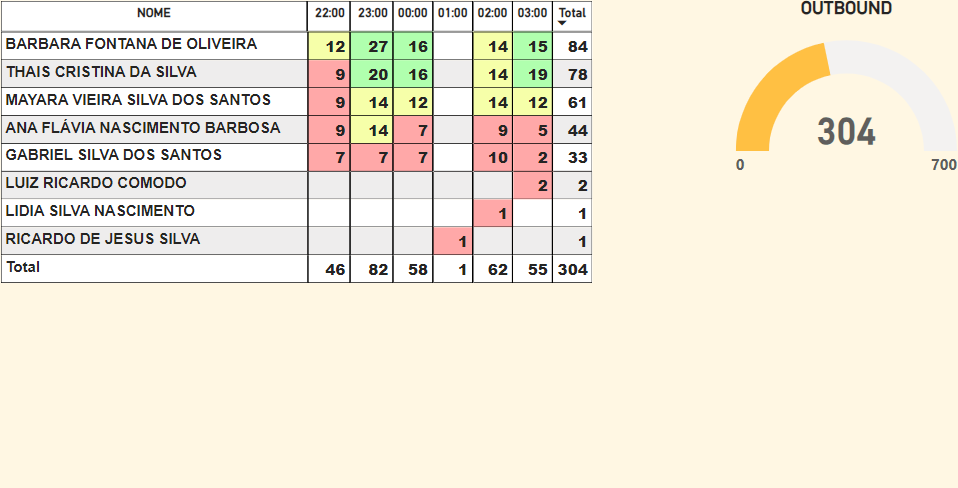 NOME 22:00 23:00 00:00 01:00 02:00 03:00 Total
BARBARA FONTANA DE OLIVEIRA 12 27 16 14 15 84
THAIS CRISTINA DA SILVA 9 20 16 14 19 78
MAYARA VIEIRA SILVA DOS SANTOS 9 14 12 14 12 61
ANA FLÁVIA NASCIMENTO BARBOSA 9 14 7 9 5 44
GABRIEL SILVA DOS SANTOS 7 7 7 10 2 33
LUIZ RICARDO COMODO 2 2
LIDIA SILVA NASCIMENTO 1 1
RICARDO DE JESUS SILVA 1 1
Total 46 82 58 1 62 55 304
OUTBOUND
304
0 700